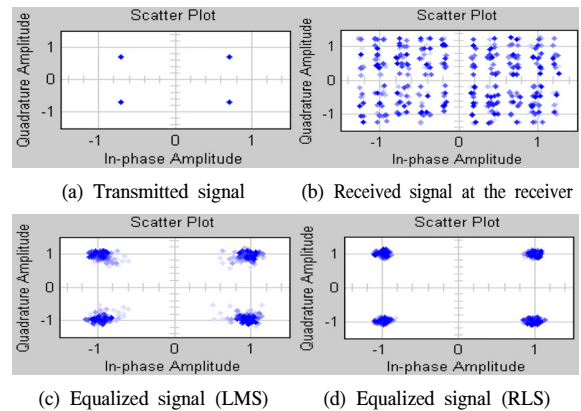 Scatter Plot
Scatter Plot
Quadrature Amplitude
1
0
-1
-1
0
1
In-phase Amplitude
Quadrature Amplitude
1
0
-1
-1
0
1
In-phase Amplitude
(a) Transmitted signal
(b) Received signal at the receiver
Scatter Plot
Scatter Plot
Quadrature Amplitude
1
0
-1
-1
0
1
In-phase Amplitude
Quadrature Amplitude
1
0
-1
-1
0
1
In-phase Amplitude
(c) Equalized signal (LMS)
(d) Equalized signal (RLS)